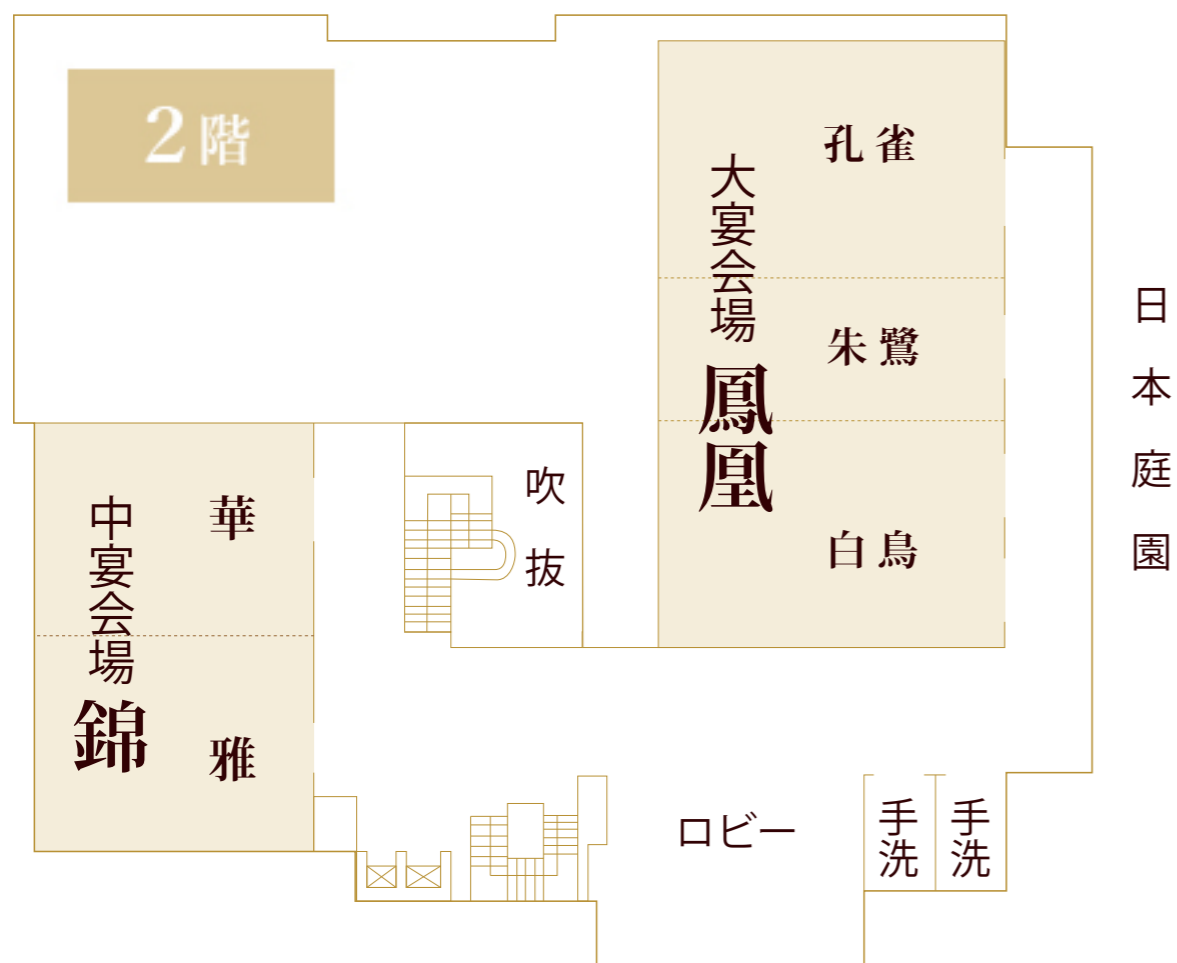 2階
孔雀
大宴会場 鳳凰
朱鷺
白鳥
日本庭園
吹抜
華
中宴会場 錦
雅
ロビー
手洗
手洗